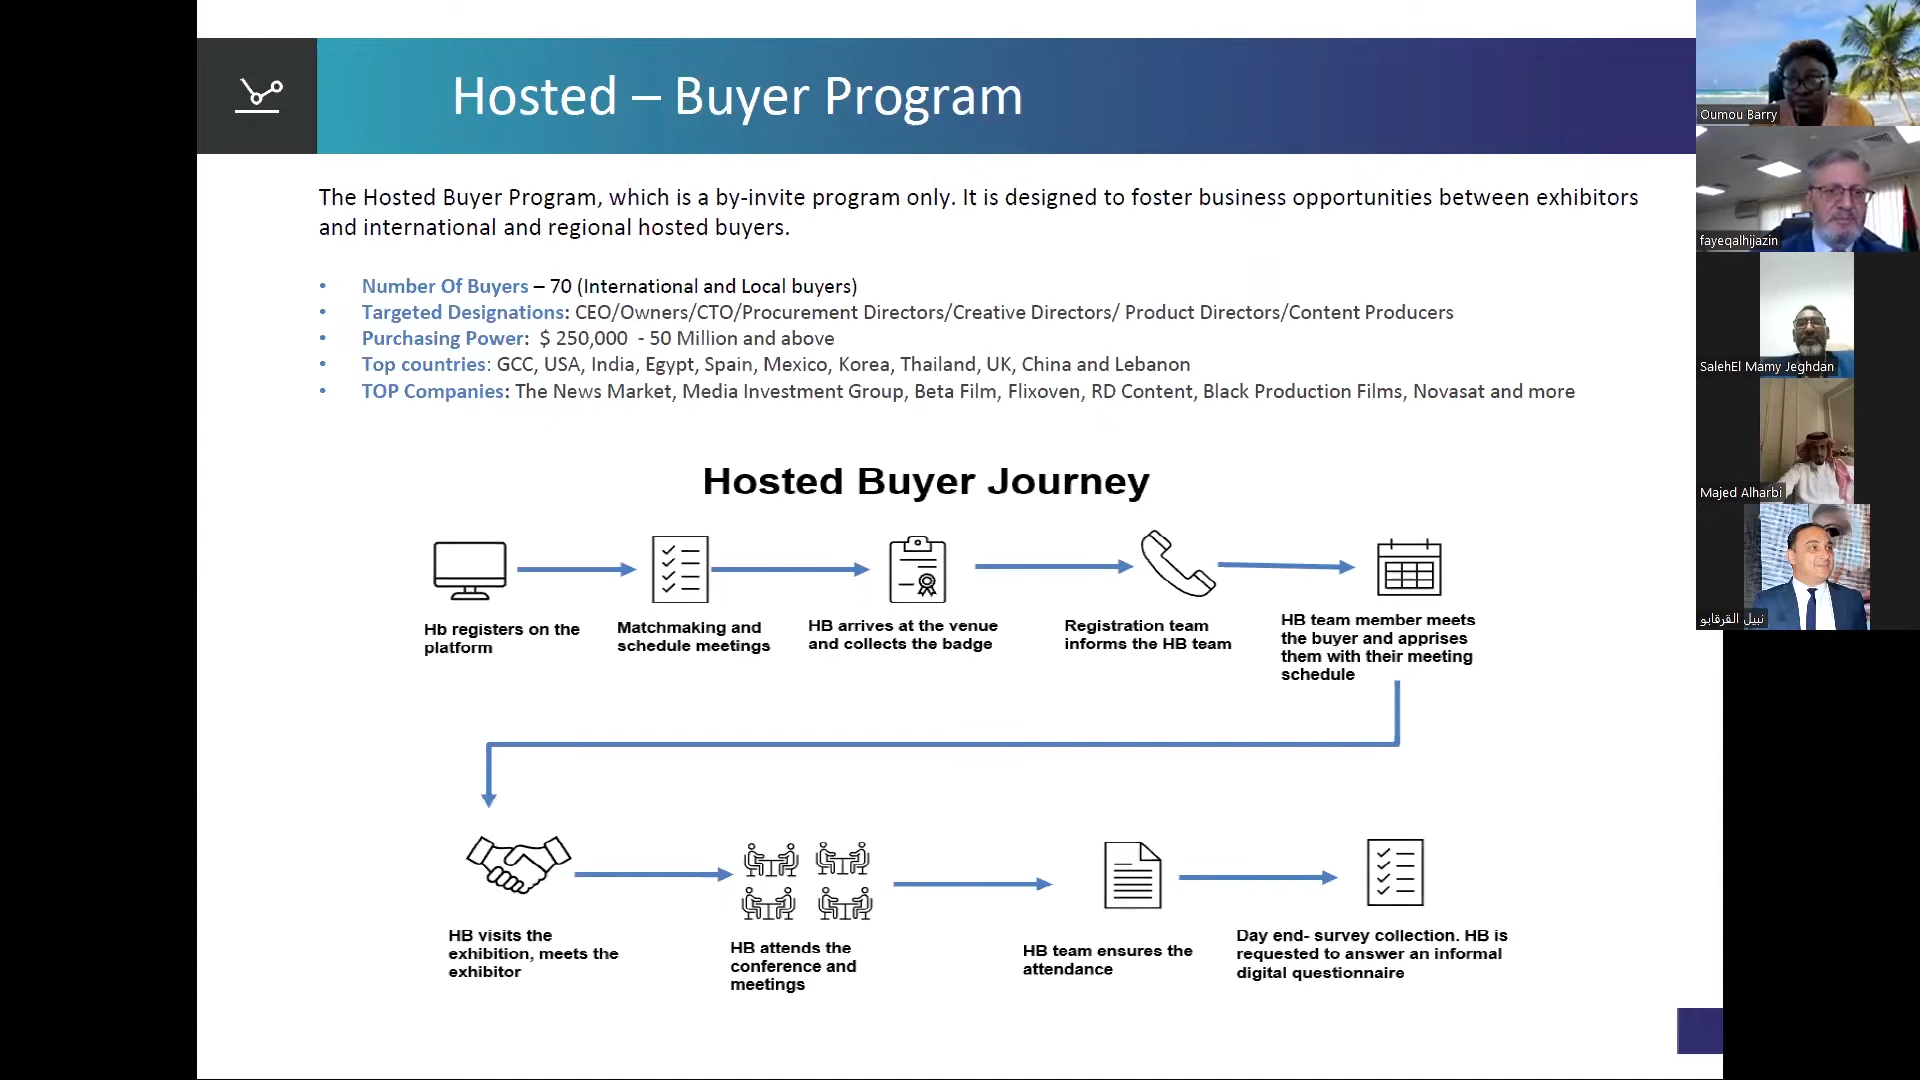 Hosted – Buyer Program
The Hosted Buyer Program, which is a by-invite program only. It is designed to foster business opportunities between exhibitors
and international and regional hosted buyers.
• Number Of Buyers – 70 (International and Local buyers)
• Targeted Designations: CEO/Owners/CTO/Procurement Directors/Creative Directors/ Product Directors/Content Producers
• Purchasing Power: $ 250,000 - 50 Million and above
• Top countries: GCC, USA, India, Egypt, Spain, Mexico, Korea, Thailand, UK, China and Lebanon
• TOP Companies: The News Market, Media Investment Group, Beta Film, Flixoven, RD Content, Black Production Films, Novasat and more
Hosted Buyer Journey
Hb registers on the
platform
Matchmaking and
schedule meetings
HB arrives at the venue
and collects the badge
Registration team
informs the HB team
HB team member meets
the buyer and apprises
them with their meeting
schedule
HB visits the
exhibition, meets the
exhibitor
HB attends the
conference and
meetings
HB team ensures the
attendance
Day end- survey collection. HB is
requested to answer an informal
digital questionnaire
Oumou Barry
fayeqalhijazin
SalehEl Mamy Jeghdan
Majed Alharbi
نبيل القرقابو